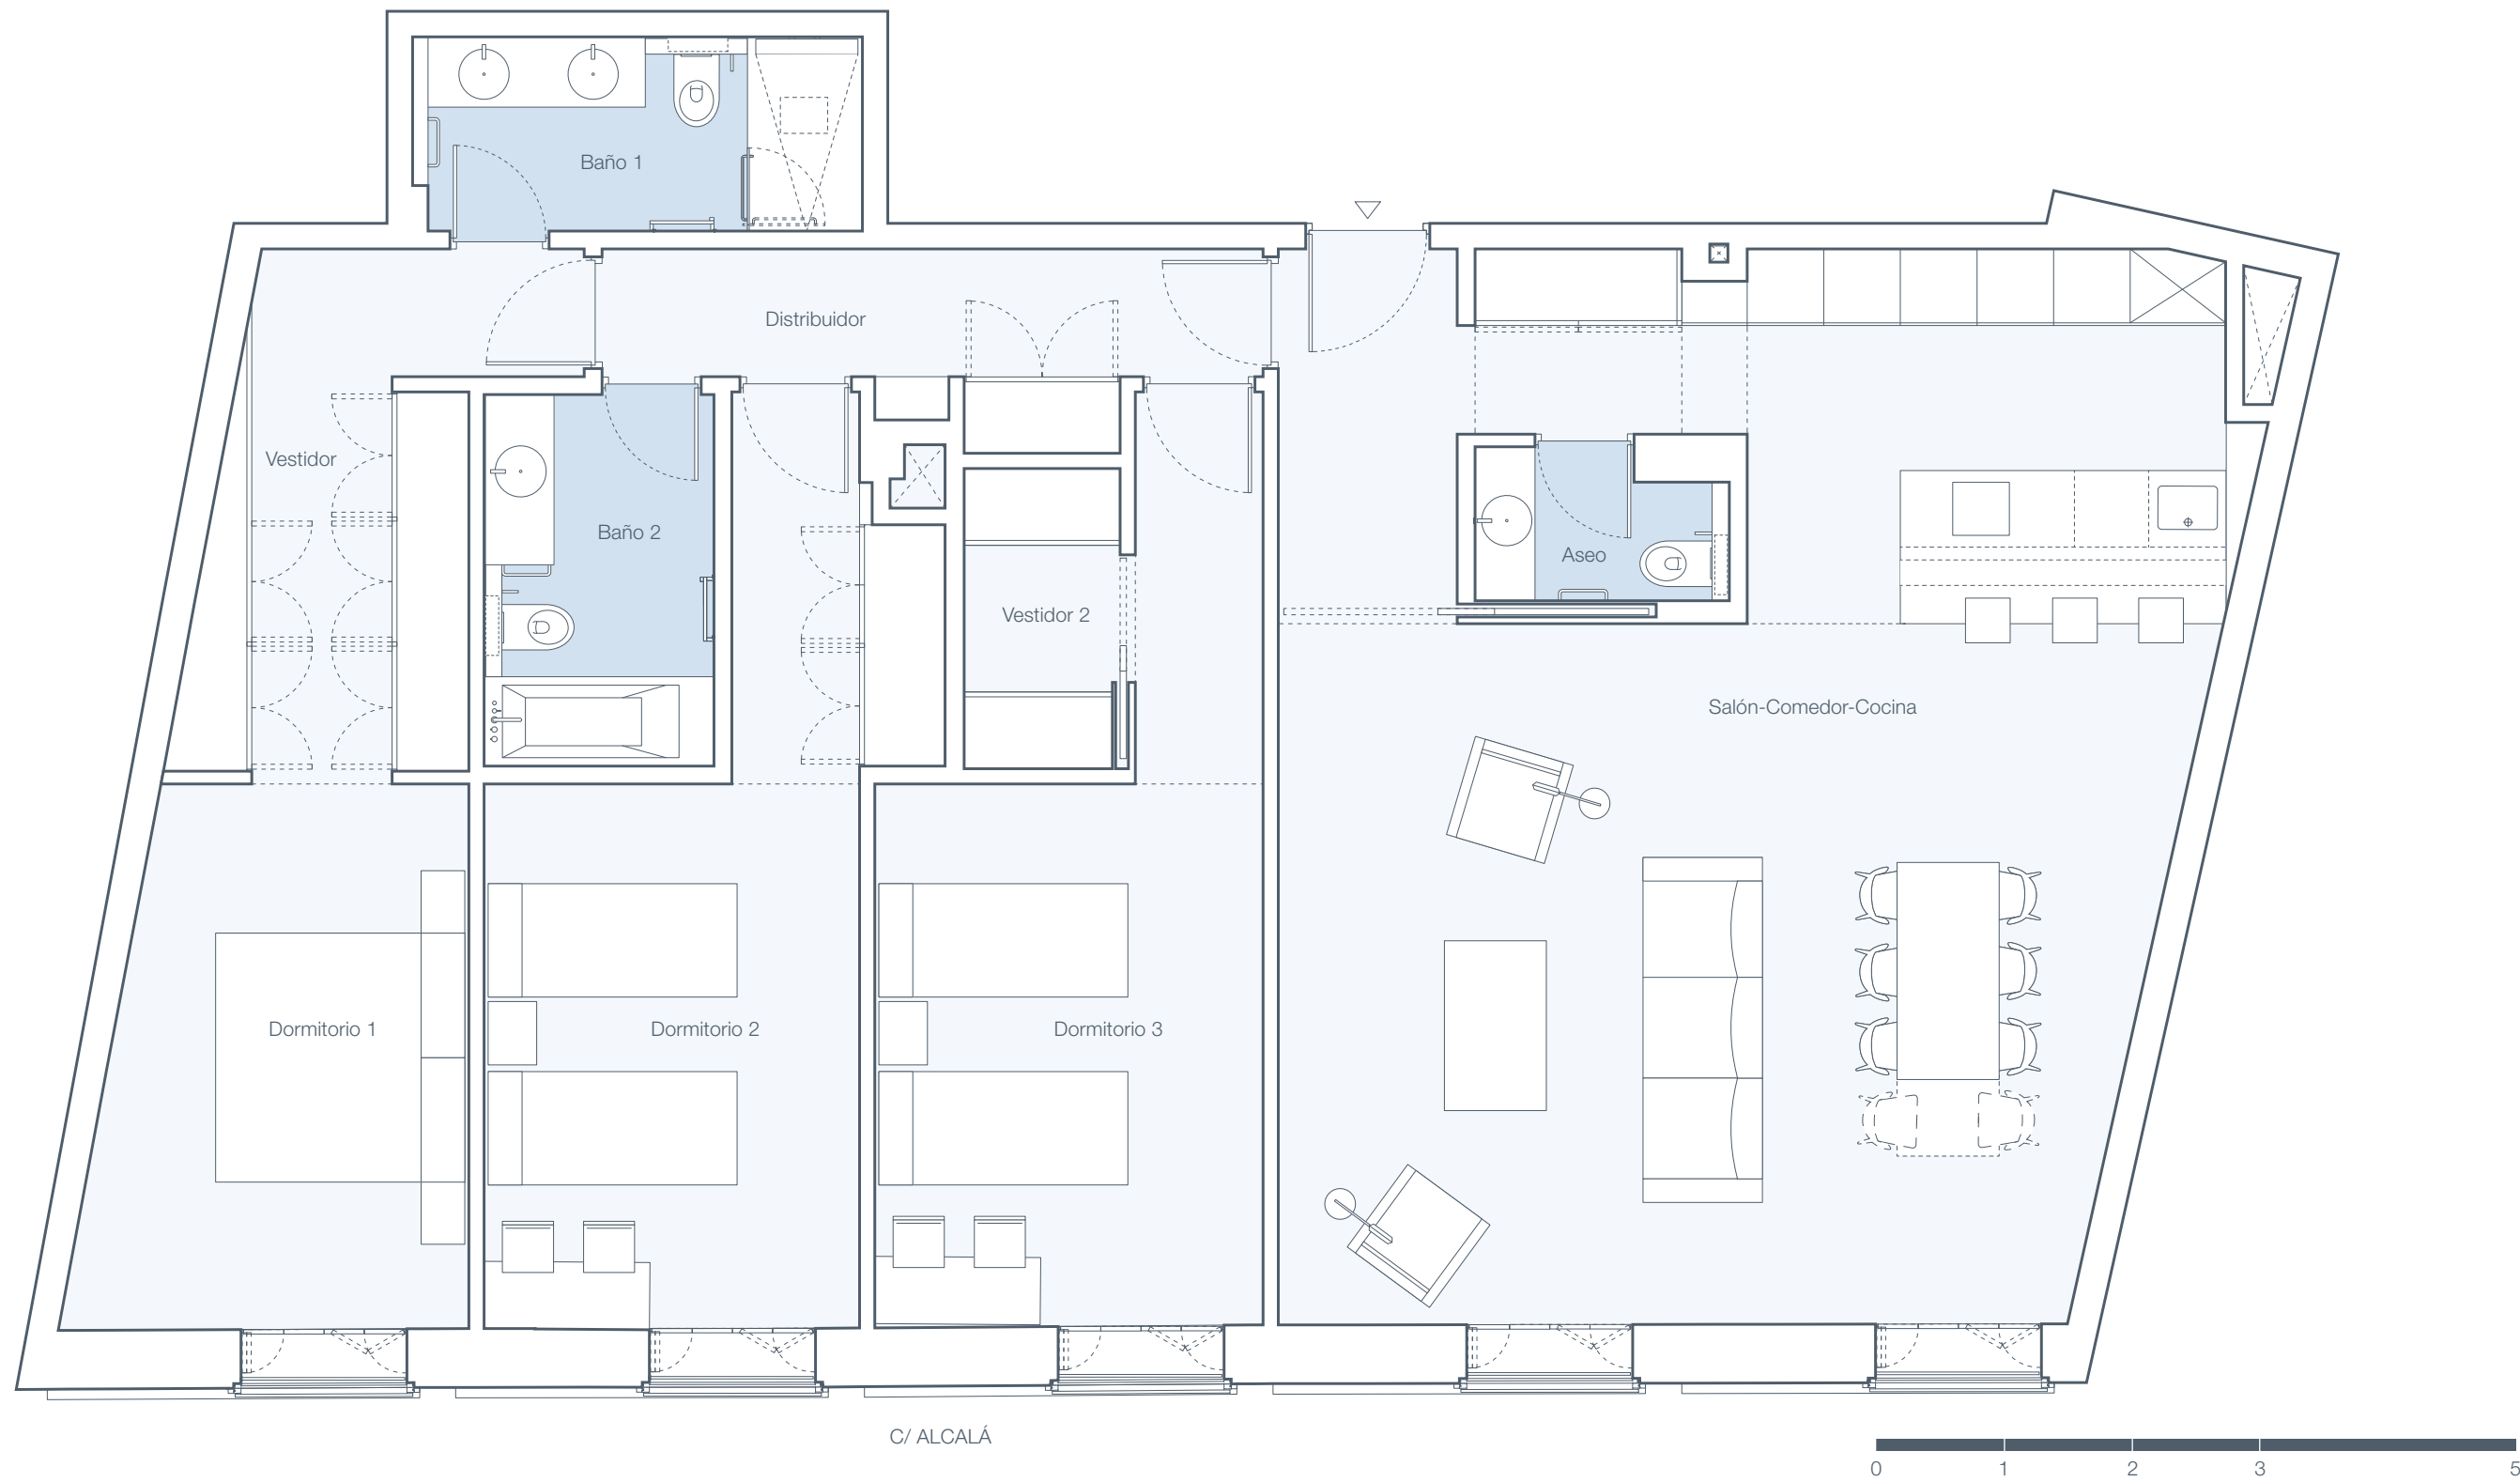 Baño 1
Distribuidor
Vestidor
Baño 2
Aseo
Vestidor 2
Salón-Comedor-Cocina
Dormitorio 1
Dormitorio 2
Dormitorio 3
C/ ALCALÁ
0 1 2 3 5